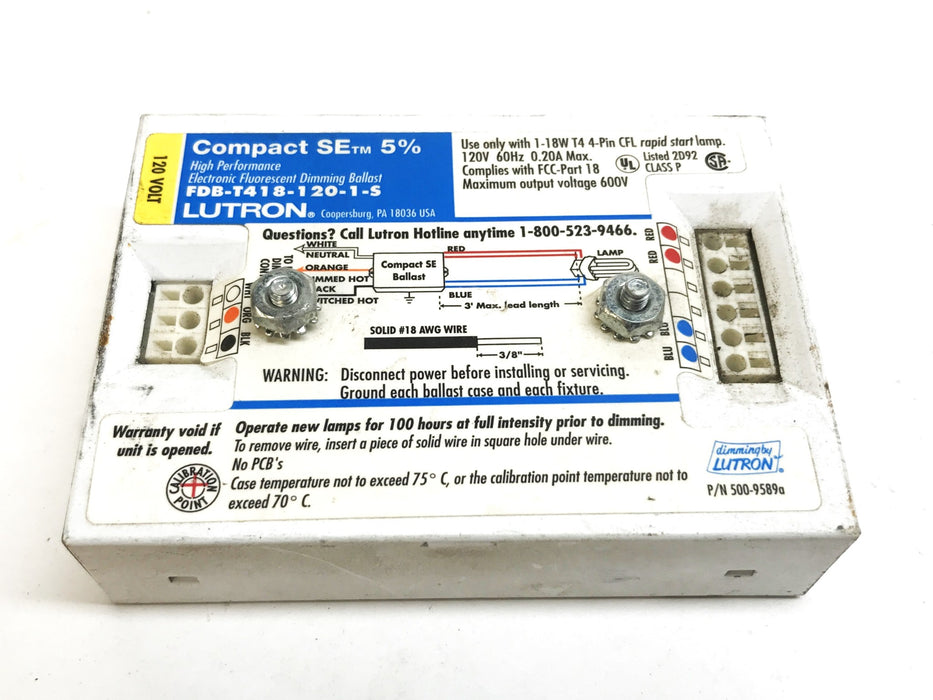 120 VOLT
Compact SE™ 5%
High Performance
Electronic Fluorescent Dimming Ballast
FDB-T418-120-1-S
LUTRON® Coopersburg, PA 18036 USA
Use only with 1-18W T4 4-Pin CFL rapid start lamp.
120V 60Hz 0.20A Max.
Complies with FCC-Part 18
Maximum output voltage 600V
UL Listed 2D92
CLASS P
Questions? Call Lutron Hotline anytime 1-800-523-9466.
WHITE
NEUTRAL
ORANGE
BLACK
Compact SE
Ballast
RED
BLUE
3' Max. lead length
LAMP
WHT
ORG
BLK
RED
RED
BLU
BLU
SOLID #18 AWG WIRE
3/8"
WARNING: Disconnect power before installing or servicing.
Ground each ballast case and each fixture.
Warranty void if
unit is opened.
CALIBRATION
POINT
Operate new lamps for 100 hours at full intensity prior to dimming.
To remove wire, insert a piece of solid wire in square hole under wire.
No PCB's
Case temperature not to exceed 75° C, or the calibration point temperature not to
exceed 70° C.
dimming by
LUTRON®
P/N 500-9589a